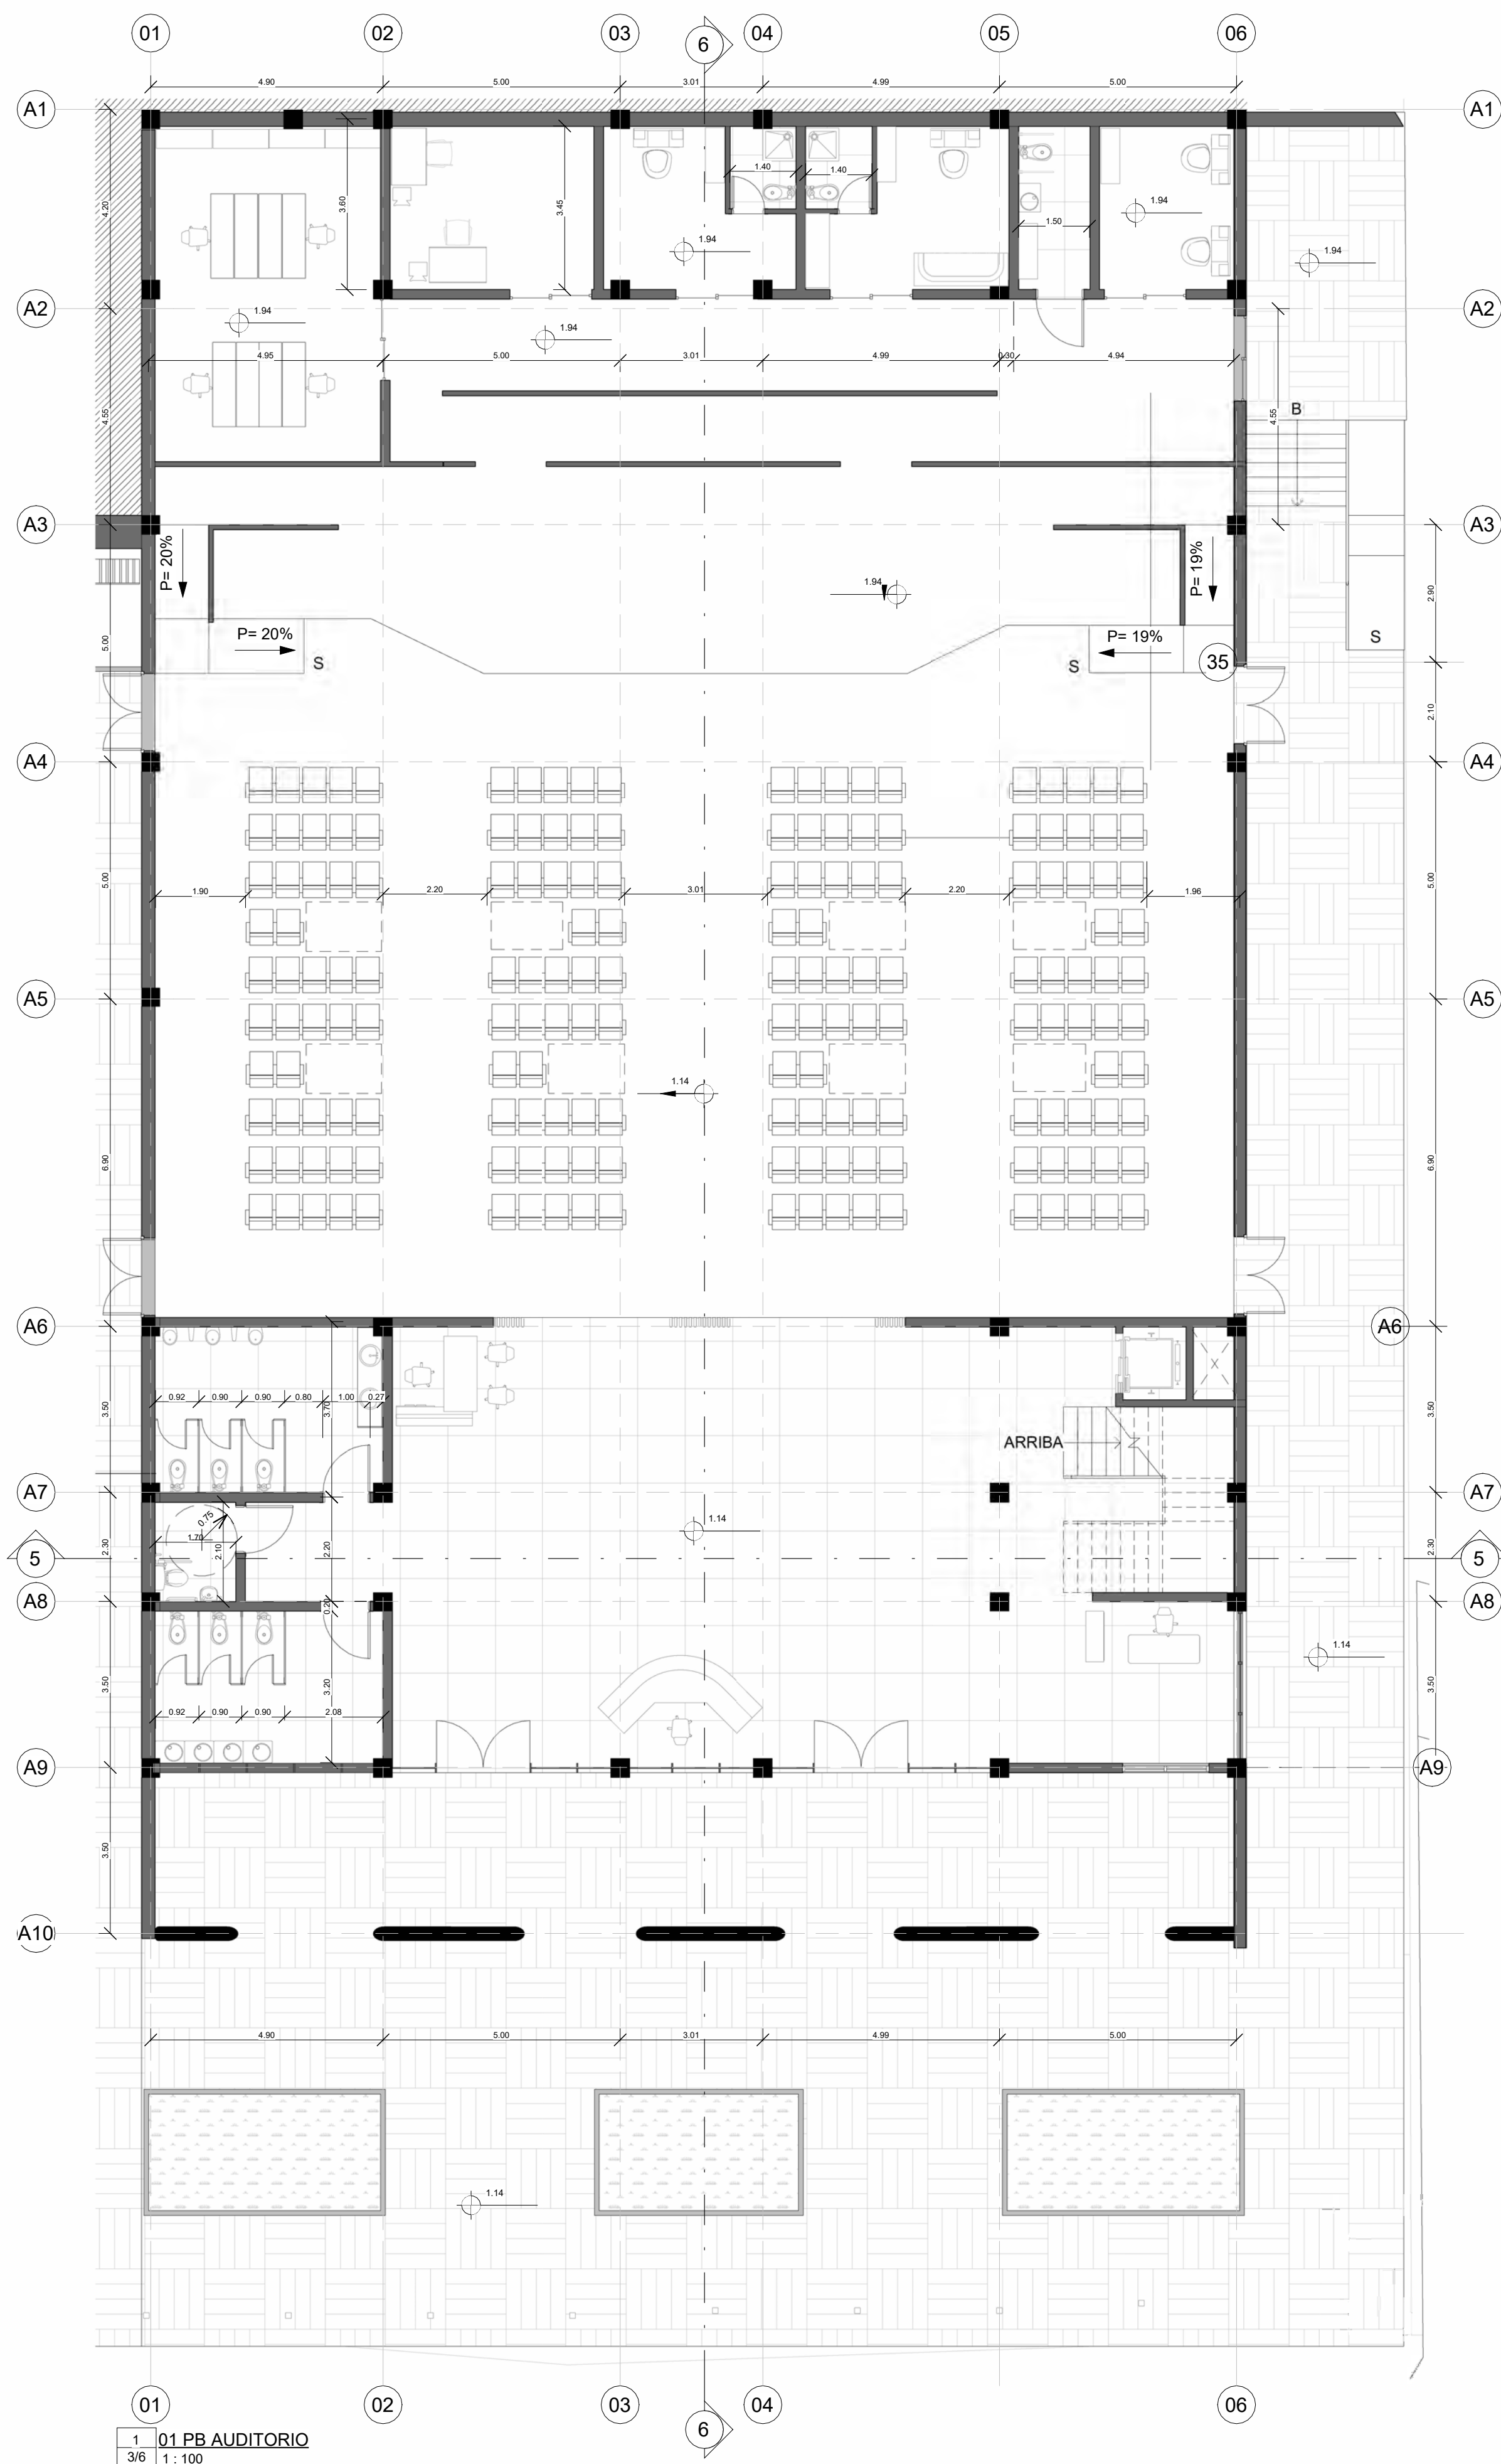 01 02 03 6 04 05 06
4.90 5.00 3.01 4.99 5.00
A1 A1
4.20 3.60 3.45 1.40 1.40 1.50
1.94 1.94
1.94 1.94
1.94 1.94
A2 A2
4.95 5.00 3.01 4.99 0.30 4.94
4.55 4.55
B
A3 A3
P= 20% P= 19%
1.94 2.90
5.00 P= 20% P= 19% S
S S 35
2.10
A4 A4
5.00 5.00
1.90 2.20 3.01 2.20 1.96
A5 A5
1.14
6.90 6.90
A6 A6
0.92 0.90 0.90 0.80 1.00 0.27
3.50 3.70 3.50
ARRIBA
A7 A7
0.75
1.70 1.14
2.30 2.10 2.20 2.30
5 5
A8 0.20 A8
1.14
3.50 3.20 3.50
0.92 0.90 0.90 2.08
A9 A9
3.50
A10
4.90 5.00 3.01 4.99 5.00
1.14
01 02 03 04 06
6
1 01 PB AUDITORIO
3/6 1 : 100